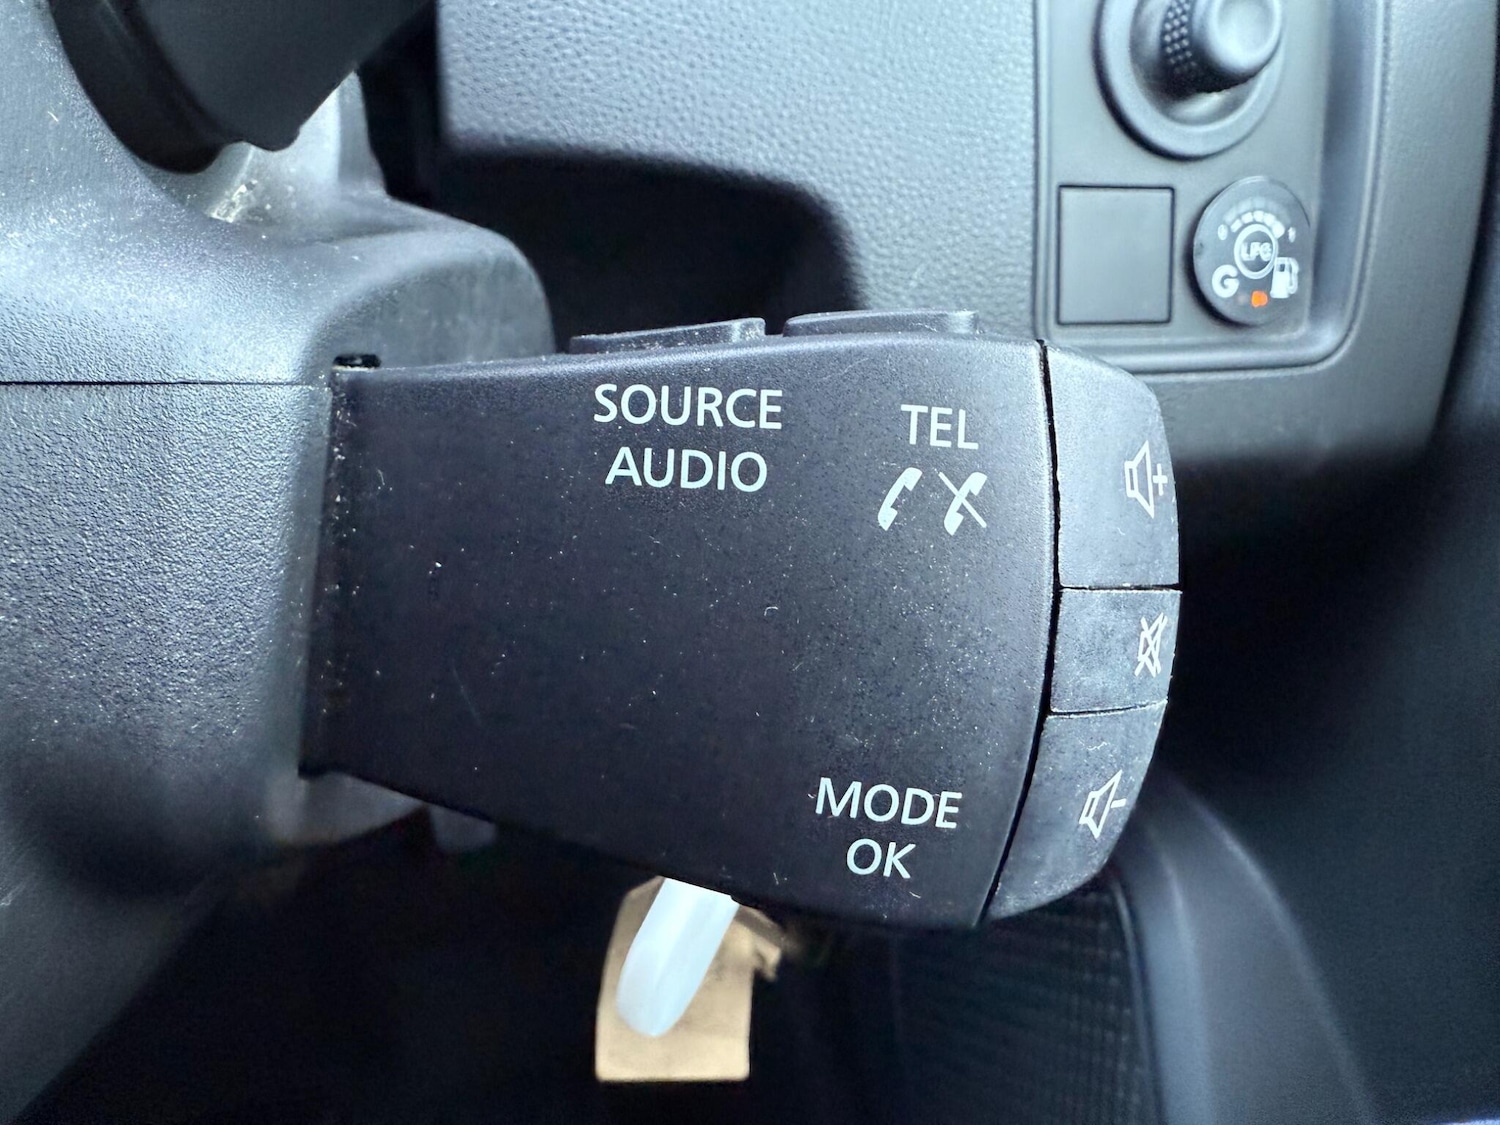 LPG
G
SOURCE
AUDIO
TEL
+
-
MODE
OK